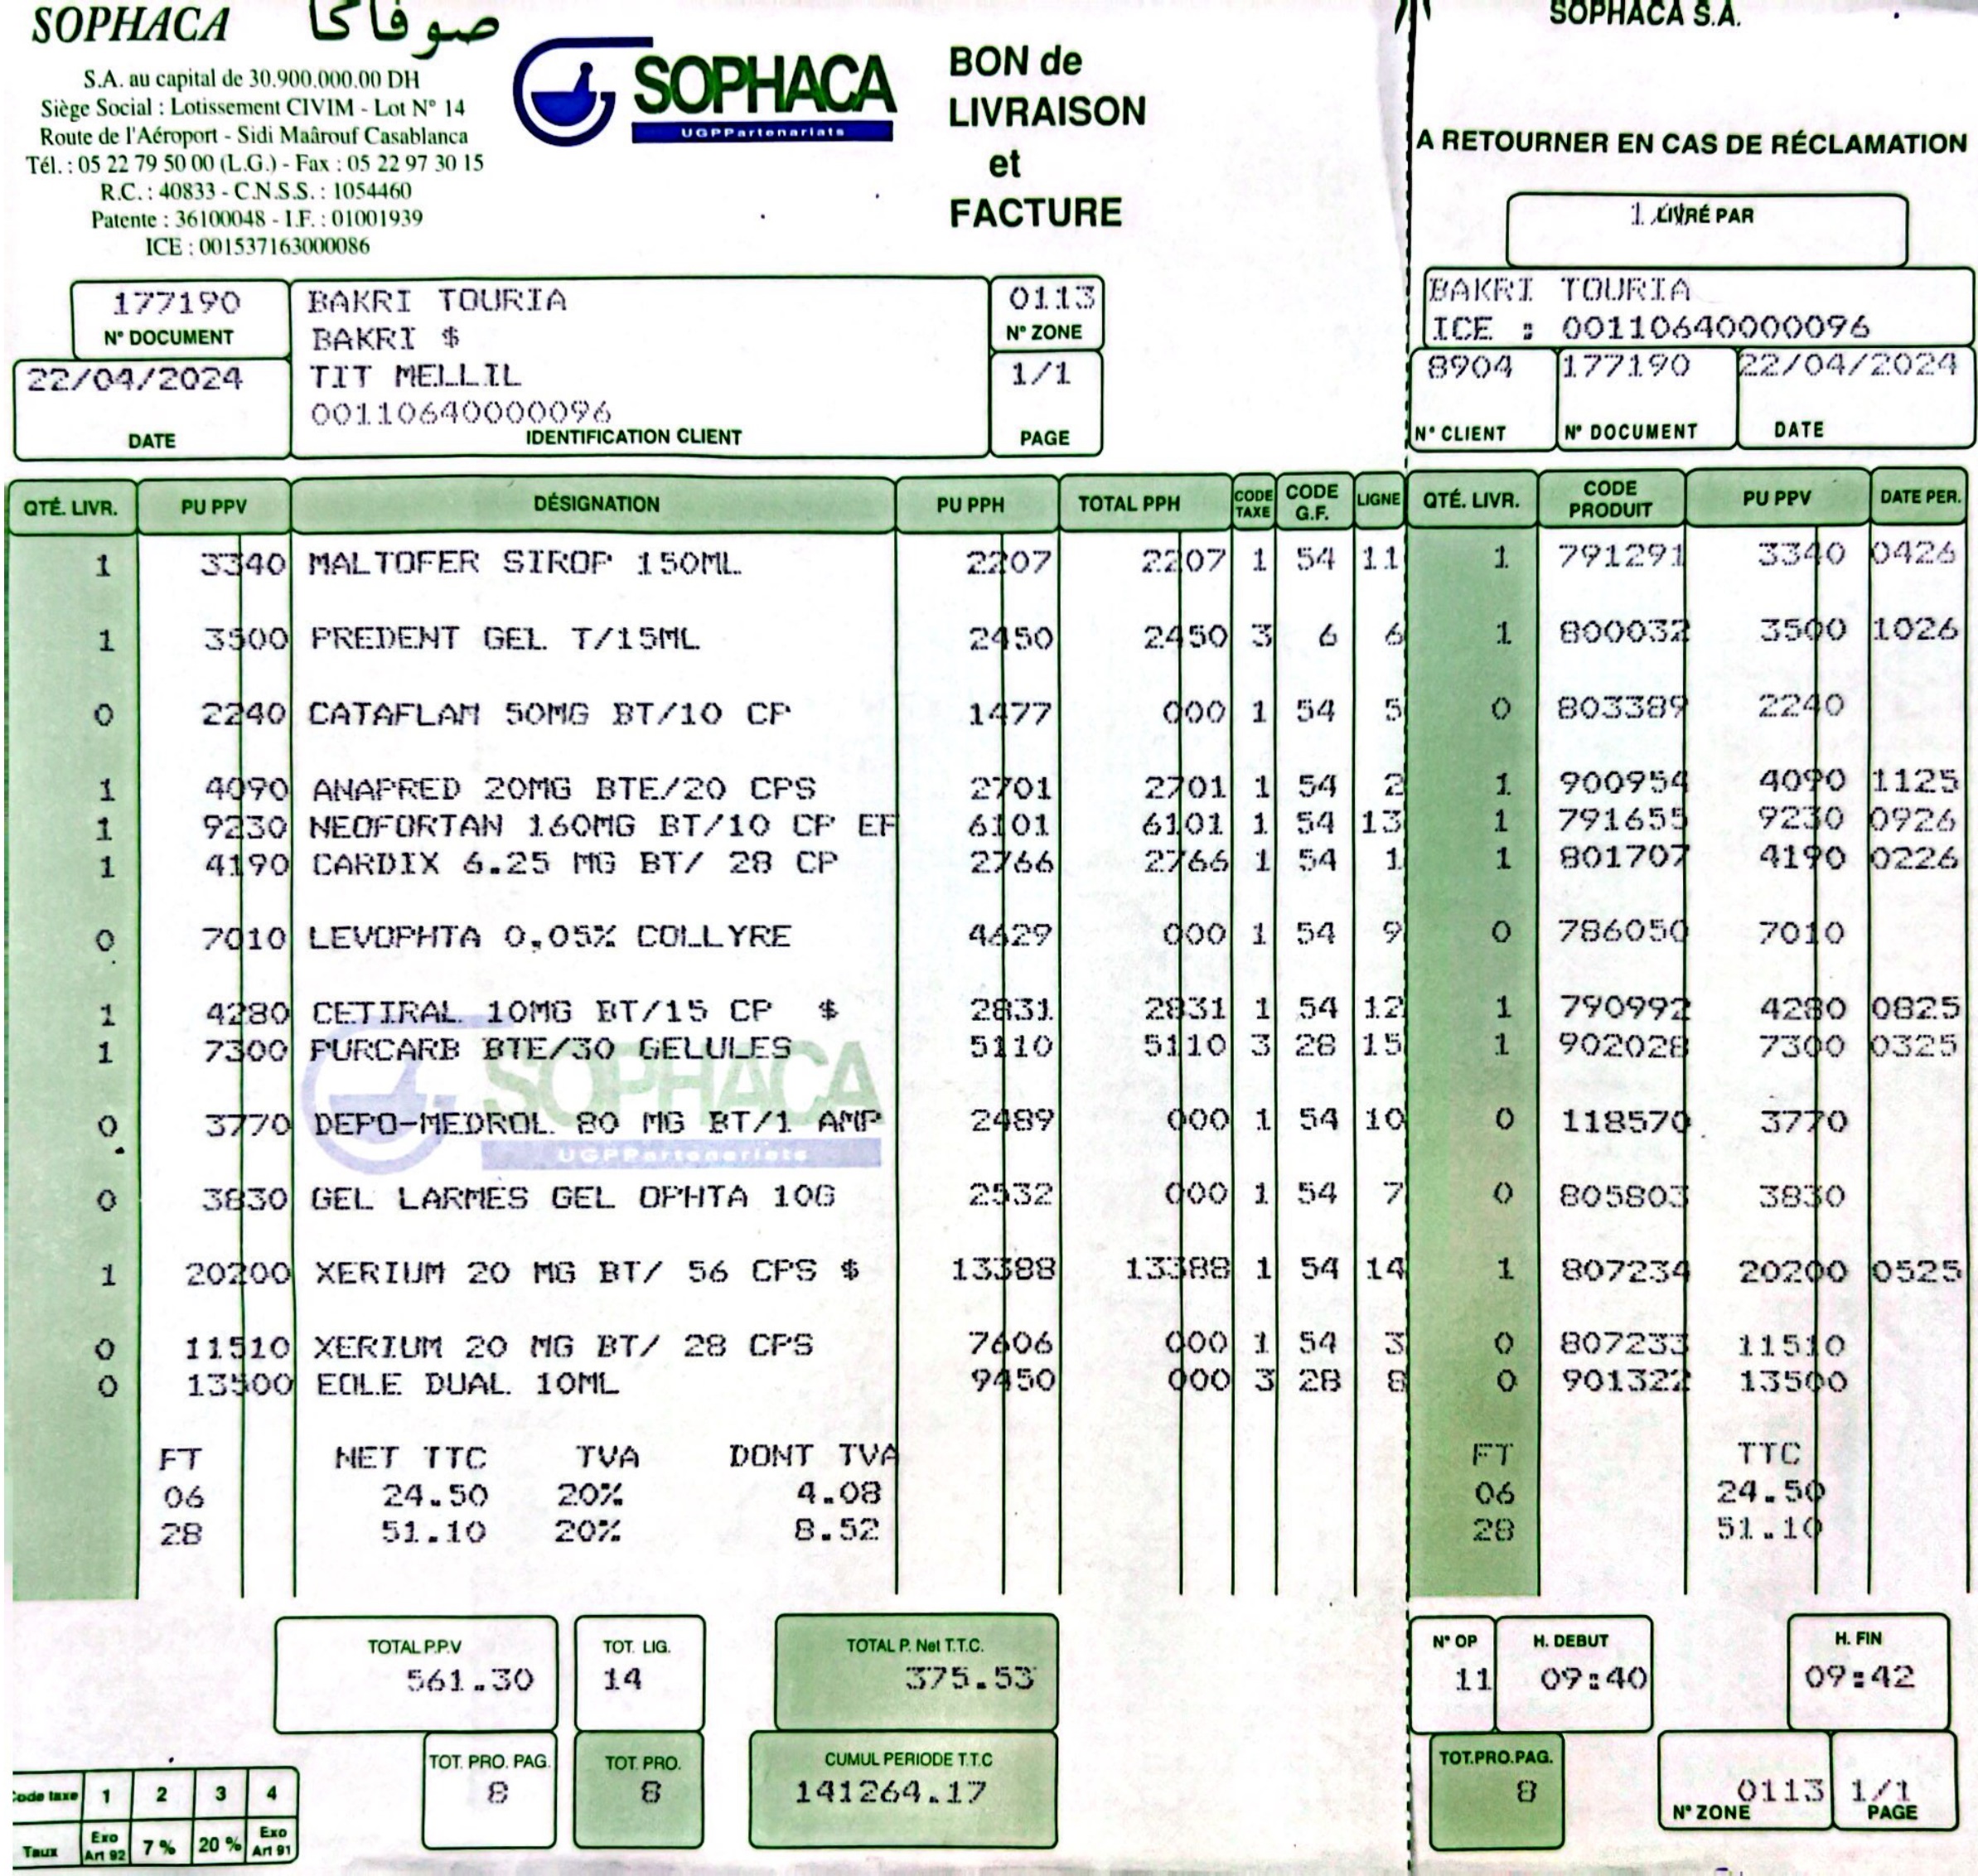 SOPHACA صوفاكا
S.A. au capital de 30.900.000.00 DH
Siège Social : Lotissement CIVIM - Lot N° 14
Route de l'Aéroport - Sidi Maârouf Casablanca
Tél. : 05 22 79 50 00 (L.G.) - Fax : 05 22 97 30 15
R.C. : 40833 - C.N.S.S. : 1054460
Patente : 36100048 - I.F. : 01001939
ICE : 001537163000086
SOPHACA
UGPPartenariats
BON de
LIVRAISON
et
FACTURE
SOPHACA S.A.
A RETOURNER EN CAS DE RÉCLAMATION
LIVRÉ PAR
177190
N° DOCUMENT
22/04/2024
DATE
BAKRI TOURIA
BAKRI $
TIT MELLIL
00110640000096
IDENTIFICATION CLIENT
0113
N° ZONE
1/1
PAGE
BAKRI TOURIA
ICE : 00110640000096
8904 177190 22/04/2024
N° CLIENT N° DOCUMENT DATE
QTÉ. LIVR. PU PPV DÉSIGNATION PU PPH TOTAL PPH CODE TAXE CODE G.F. LIGNE QTÉ. LIVR. CODE PRODUIT PU PPV DATE PER.
1 3340 MALTOFER SIROP 150ML 2207 2207 1 54 11 1 791291 3340 0426
1 3500 PREDENT GEL T/15ML 2450 2450 3 6 6 1 800032 3500 1026
0 2240 CATAFLAM 50MG BT/10 CP 1477 000 1 54 5 0 803389 2240
1 4090 ANAPRED 20MG BTE/20 CPS 2701 2701 1 54 2 1 900954 4090 1125
1 9230 NEOFORTAN 160MG BT/10 CP EF 6101 6101 1 54 13 1 791655 9230 0926
1 4190 CARDIX 6.25 MG BT/ 28 CP 2766 2766 1 54 1 1 801707 4190 0226
0 7010 LEVOPHTA 0,05% COLLYRE 4629 000 1 54 9 0 786050 7010
1 4280 CETIRAL 10MG BT/15 CP $ 2831 2831 1 54 12 1 790992 4280 0825
1 7300 PURCARB BTE/30 GELULES 5110 5110 3 28 15 1 902028 7300 0325
0 3770 DEPO-MEDROL 80 MG BT/1 AMP 2489 000 1 54 10 0 118570 3770
0 3830 GEL LARMES GEL OPHTA 10G 2532 000 1 54 7 0 805803 3830
1 20200 XERIUM 20 MG BT/ 56 CPS $ 13388 13388 1 54 14 1 807234 20200 0525
0 11510 XERIUM 20 MG BT/ 28 CPS 7606 000 1 54 3 0 807233 11510
0 13500 EOLE DUAL 10ML 9450 000 3 28 8 0 901322 13500
SOPHACA
UGPPartenariats
FT NET TTC TVA DONT TVA FT TTC
06 24.50 20% 4.08 06 24.50
28 51.10 20% 8.52 28 51.10
TOTAL P.P.V TOT. LIG. TOTAL P. Net T.T.C. N° OP H. DEBUT H. FIN
561.30 14 375.53 11 09:40 09:42
TOT. PRO. PAG. TOT. PRO. CUMUL PERIODE T.T.C TOT.PRO.PAG.
8 8 141264.17 8 0113 1/1
N° ZONE PAGE
Code taxe 1 2 3 4
Taux Exo Art 92 7 % 20 % Exo Art 91